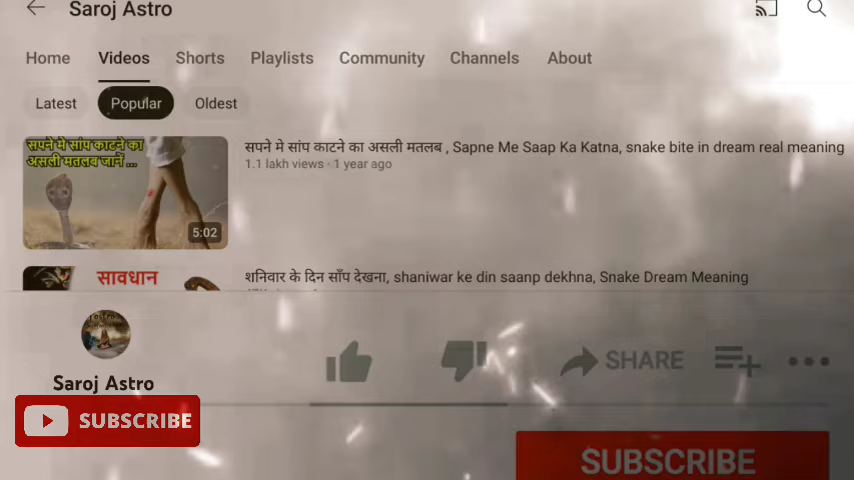 Saroj Astro
Home Videos Shorts Playlists Community Channels About
Latest Popular Oldest
सपने मे सांप काटने का
असली मतलब जानें ...
5:02
सपने मे सांप काटने का असली मतलब , Sapne Me Saap Ka Katna, snake bite in dream real meaning
1.1 lakh views · 1 year ago
सावधान
शनिवार के दिन साँप देखना, shaniwar ke din saanp dekhna, Snake Dream Meaning
Saroj Astro
SHARE
SUBSCRIBE
SUBSCRIBE